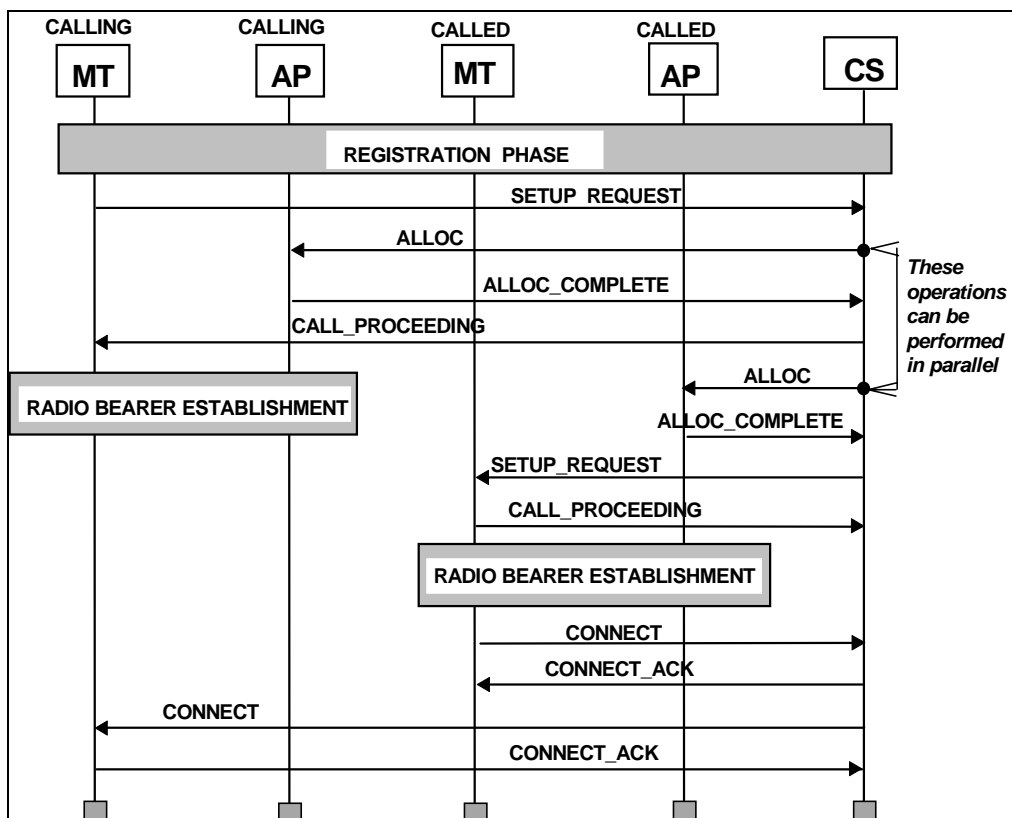 CALLING
CALLING
CALLED
CALLED
MT
AP
MT
AP
CS
REGISTRATION PHASE
SETUP_REQUEST
ALLOC
ALLOC_COMPLETE
CALL_PROCEEDING
These
operations
can be
performed
in parallel
ALLOC
RADIO BEARER ESTABLISHMENT
ALLOC_COMPLETE
SETUP_REQUEST
CALL_PROCEEDING
RADIO BEARER ESTABLISHMENT
CONNECT
CONNECT_ACK
CONNECT
CONNECT_ACK